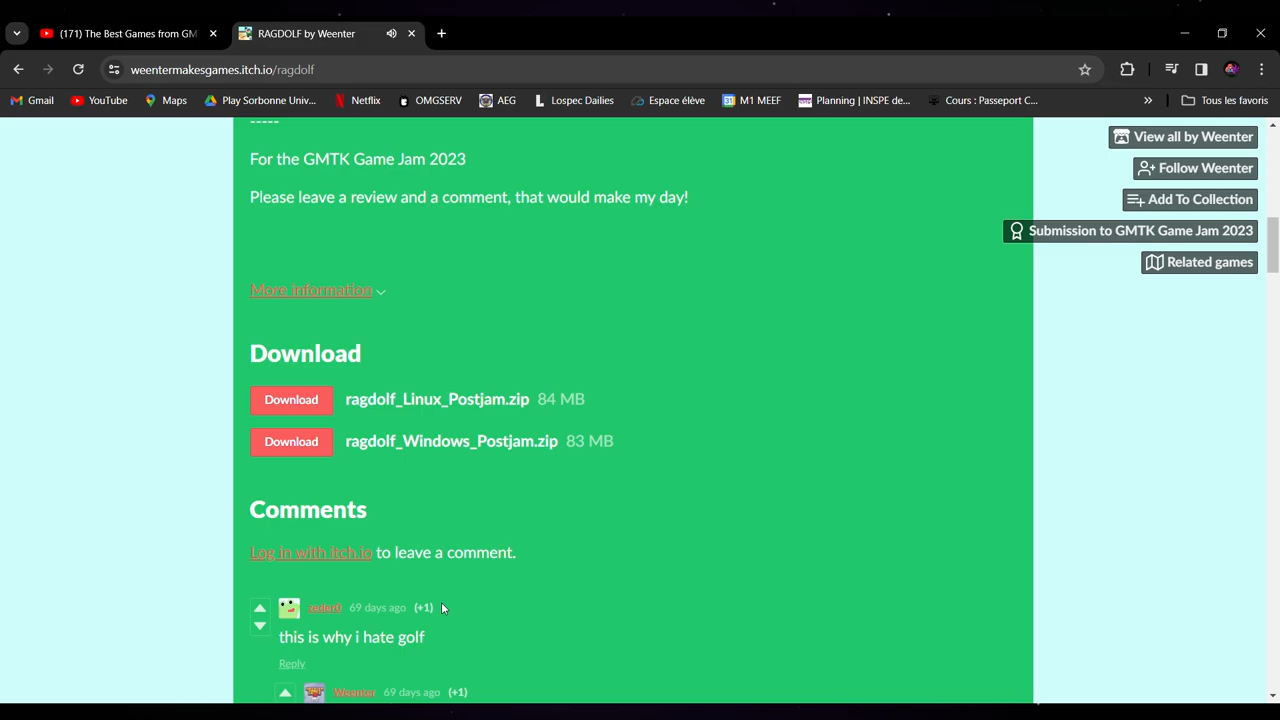 (171) The Best Games from GM
RAGDOLF by Weenter
weentermakesgames.itch.io/ragdolf
Gmail
YouTube
Maps
Play Sorbonne Univ...
Netflix
OMGSERV
AEG
Lospec Dailies
Espace élève
M1 MEEF
Planning | INSPE de...
Cours : Passeport C...
»
Tous les favoris
-----
For the GMTK Game Jam 2023
Please leave a review and a comment, that would make my day!
View all by Weenter
Follow Weenter
Add To Collection
Submission to GMTK Game Jam 2023
Related games
More information
Download
Download ragdolf_Linux_Postjam.zip 84 MB
Download ragdolf_Windows_Postjam.zip 83 MB
Comments
Log in with itch.io to leave a comment.
69 days ago (+1)
this is why i hate golf
Reply
Weenter 69 days ago (+1)